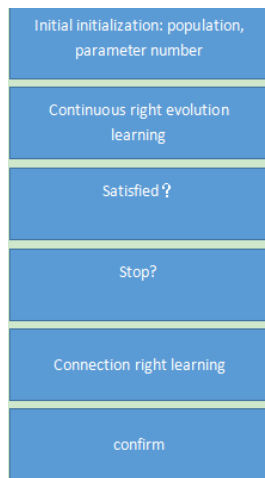 Initial initialization: population,
parameter number
Continuous right evolution
learning
Satisfied？
Stop?
Connection right learning
confirm